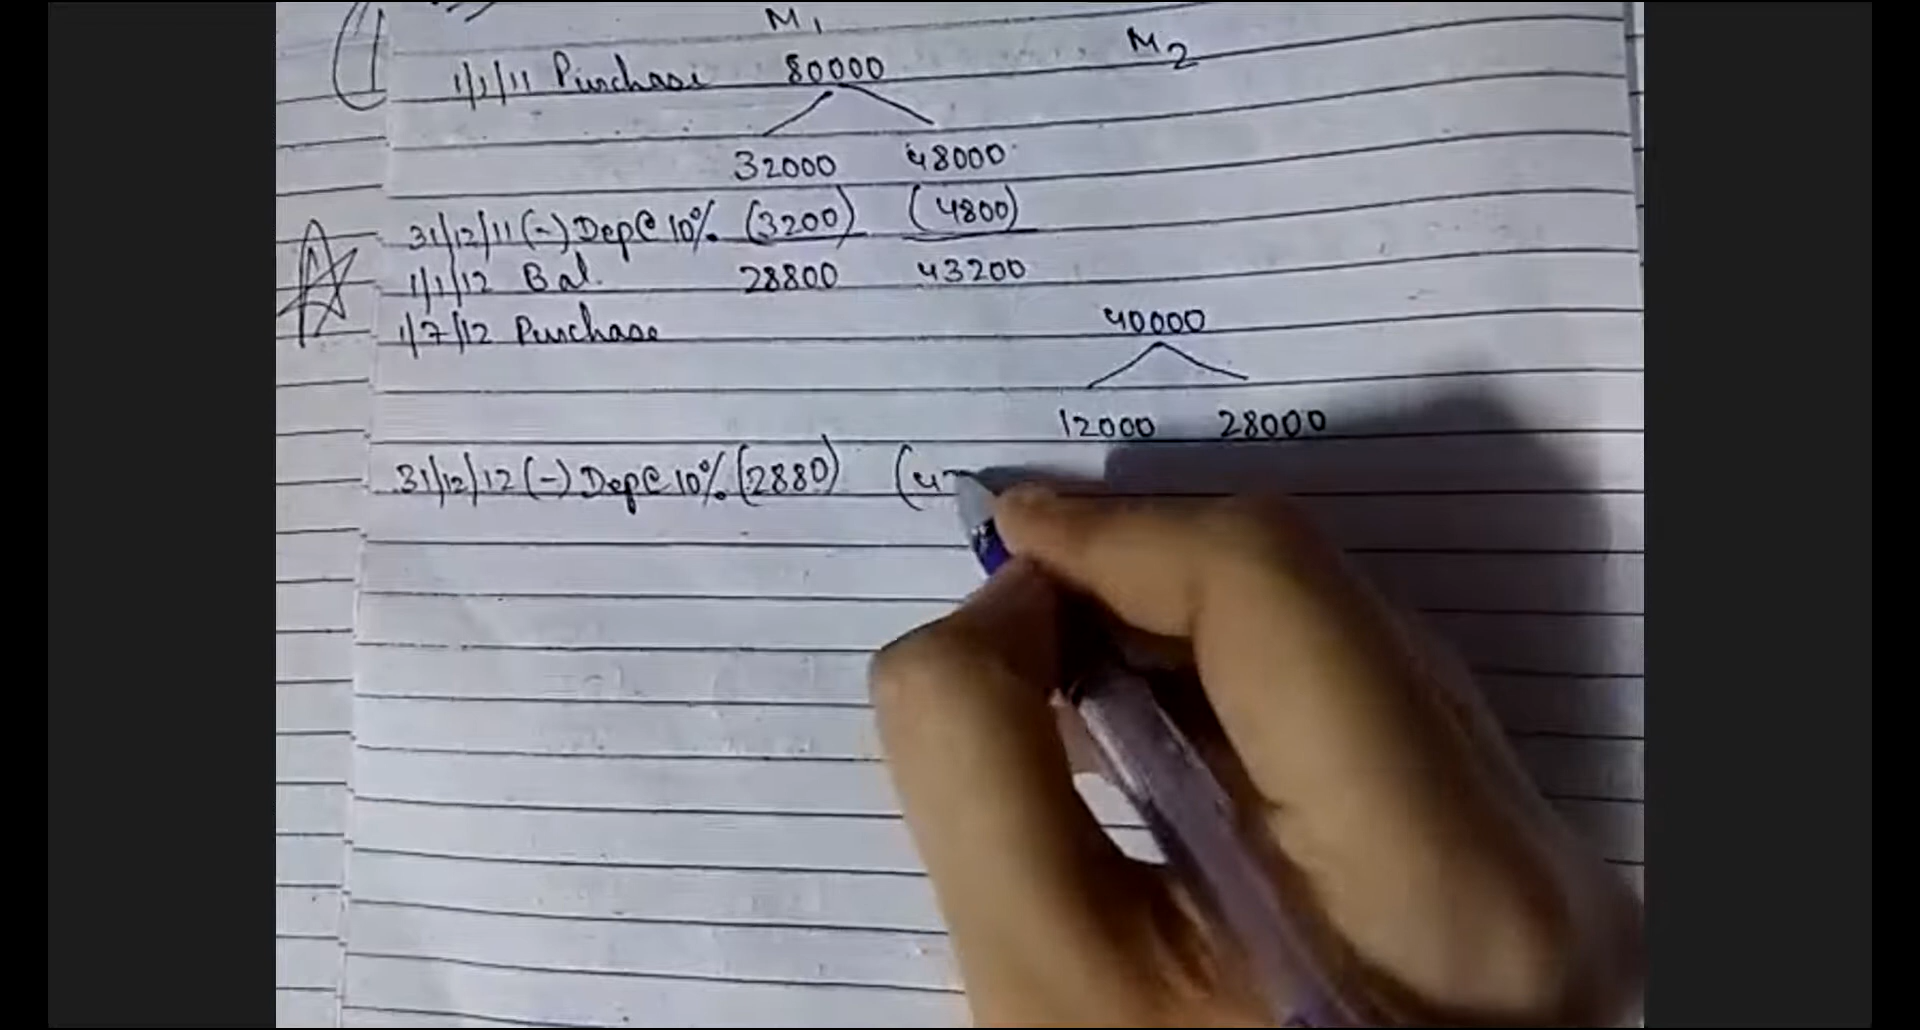 M1 M2
1/1/11 Purchase 80000
32000 48000
31/12/11 (-) Dep@ 10% (3200) (4800)
1/1/12 Bal. 28800 43200
1/7/12 Purchase 40000
12000 28000
31/12/12 (-) Dep@ 10% (2880) (4